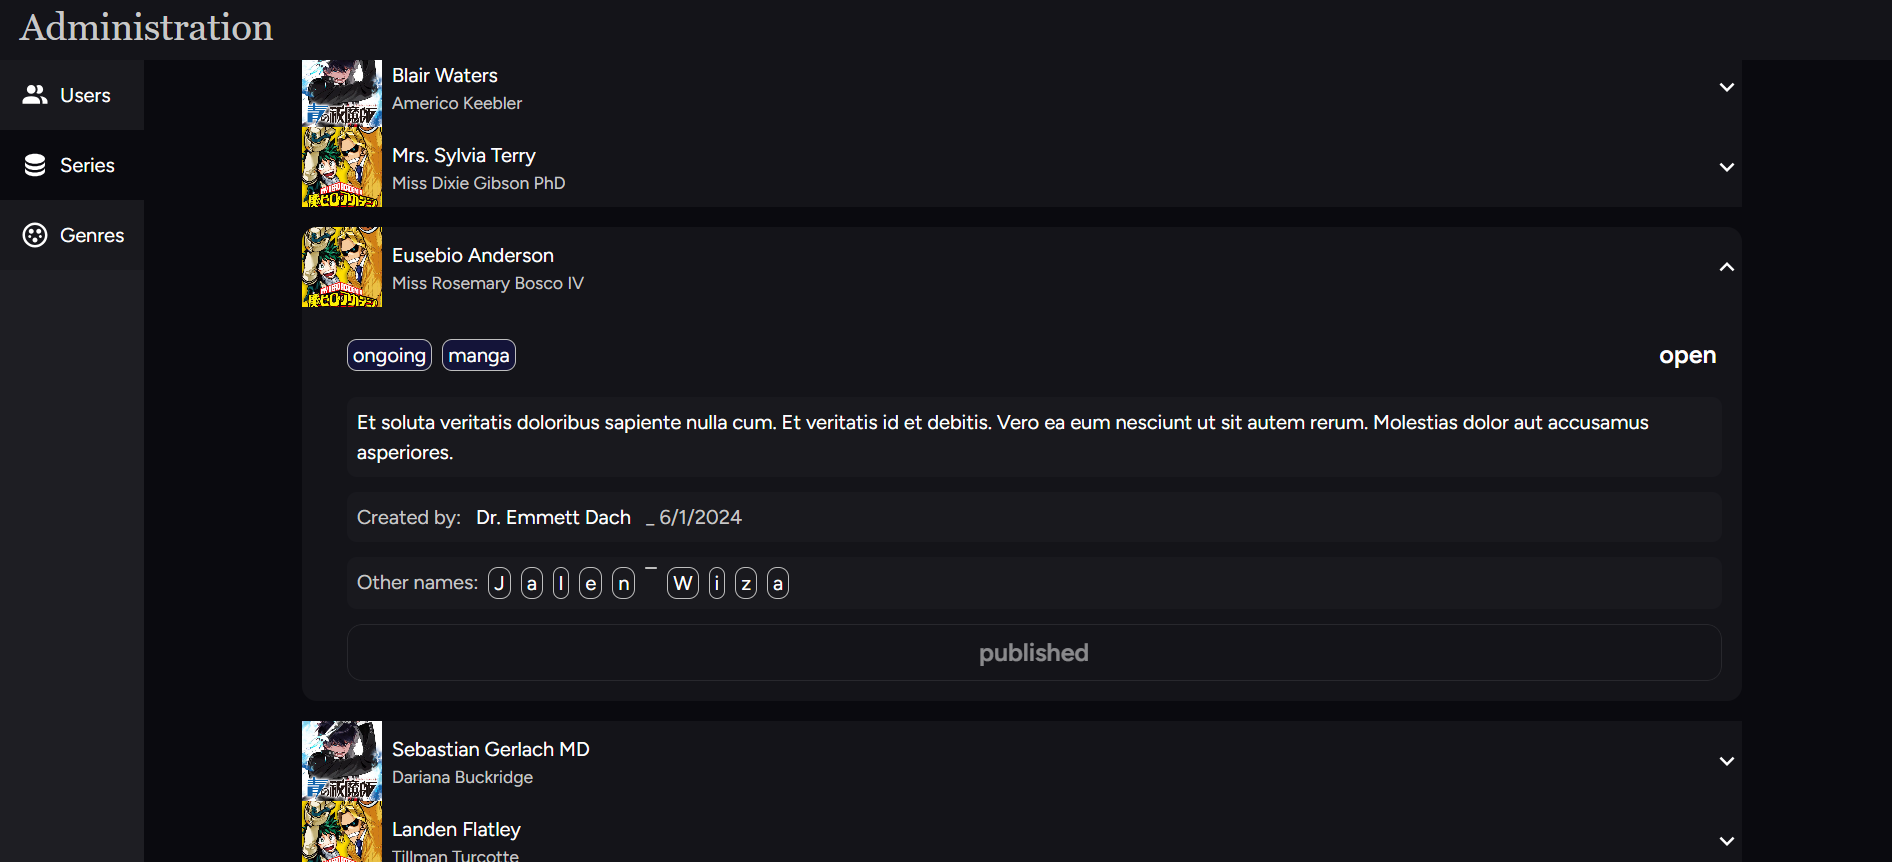 Administration
Users
Series
Genres
Blair Waters
Americo Keebler
Mrs. Sylvia Terry
Miss Dixie Gibson PhD
Eusebio Anderson
Miss Rosemary Bosco IV
ongoing manga
open
Et soluta veritatis doloribus sapiente nulla cum. Et veritatis id et debitis. Vero ea eum nesciunt ut sit autem rerum. Molestias dolor aut accusamus
asperiores.
Created by: Dr. Emmett Dach _ 6/1/2024
Other names: J a l e n W i z a
published
Sebastian Gerlach MD
Dariana Buckridge
Landen Flatley
Tillman Turcotte